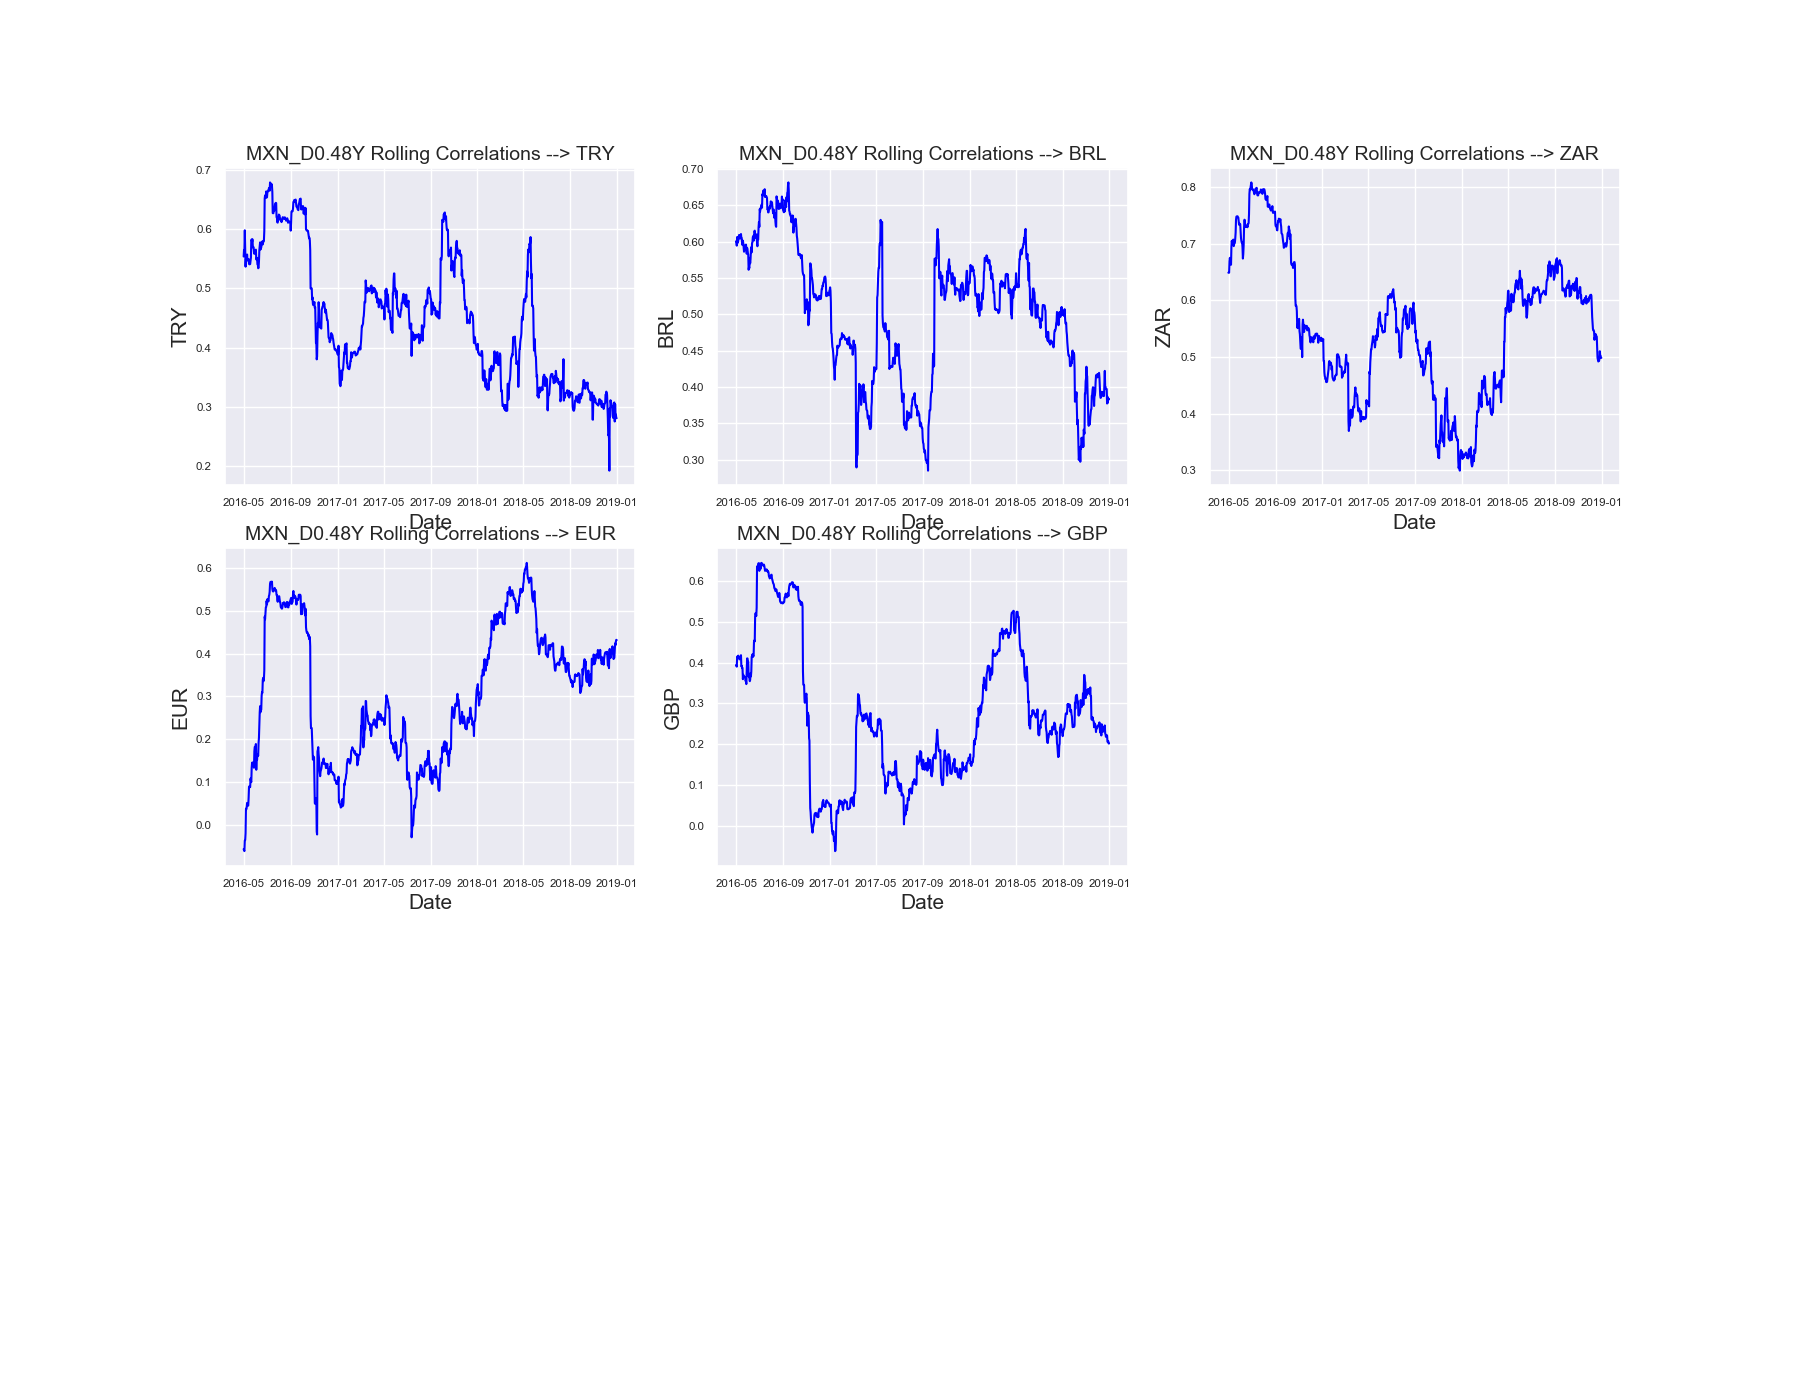 MXN_D0.48Y Rolling Correlations --> TRY
0.7
0.6
0.5
0.4
0.3
0.2
TRY
2016-05 2016-09 2017-01 2017-05 2017-09 2018-01 2018-05 2018-09 2019-01
Date
MXN_D0.48Y Rolling Correlations --> BRL
0.70
0.65
0.60
0.55
0.50
0.45
0.40
0.35
0.30
BRL
2016-05 2016-09 2017-01 2017-05 2017-09 2018-01 2018-05 2018-09 2019-01
Date
MXN_D0.48Y Rolling Correlations --> ZAR
0.8
0.7
0.6
0.5
0.4
0.3
ZAR
2016-05 2016-09 2017-01 2017-05 2017-09 2018-01 2018-05 2018-09 2019-01
Date
MXN_D0.48Y Rolling Correlations --> EUR
0.6
0.5
0.4
0.3
0.2
0.1
0.0
EUR
2016-05 2016-09 2017-01 2017-05 2017-09 2018-01 2018-05 2018-09 2019-01
Date
MXN_D0.48Y Rolling Correlations --> GBP
0.6
0.5
0.4
0.3
0.2
0.1
0.0
GBP
2016-05 2016-09 2017-01 2017-05 2017-09 2018-01 2018-05 2018-09 2019-01
Date